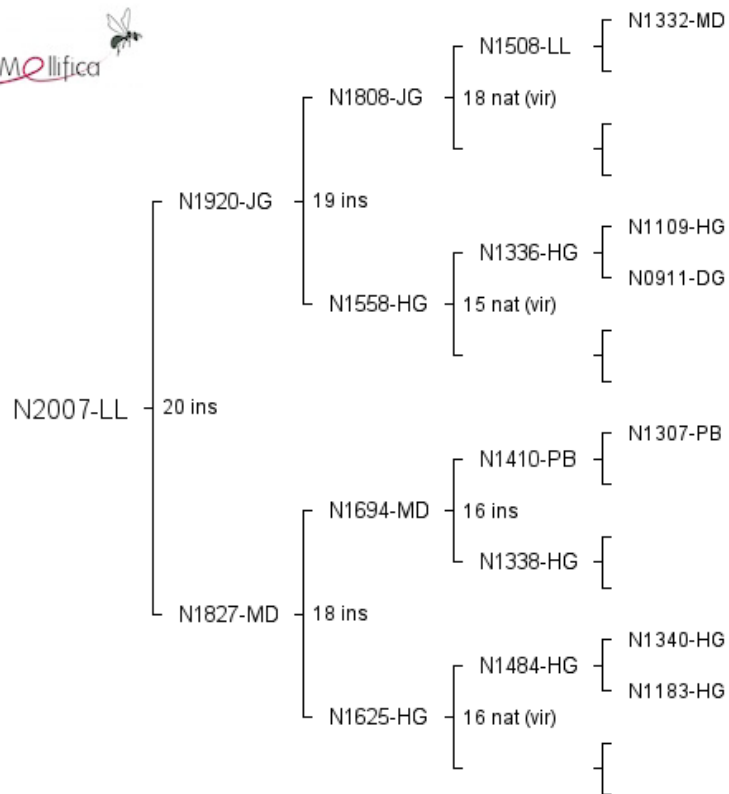 N1332-MD
N1508-LL
Mellifica
N1808-JG
18 nat (vir)
N1920-JG
19 ins
N1109-HG
N1336-HG
N0911-DG
N1558-HG
15 nat (vir)
N2007-LL
20 ins
N1307-PB
N1410-PB
N1694-MD
16 ins
N1338-HG
N1827-MD
18 ins
N1340-HG
N1484-HG
N1183-HG
N1625-HG
16 nat (vir)